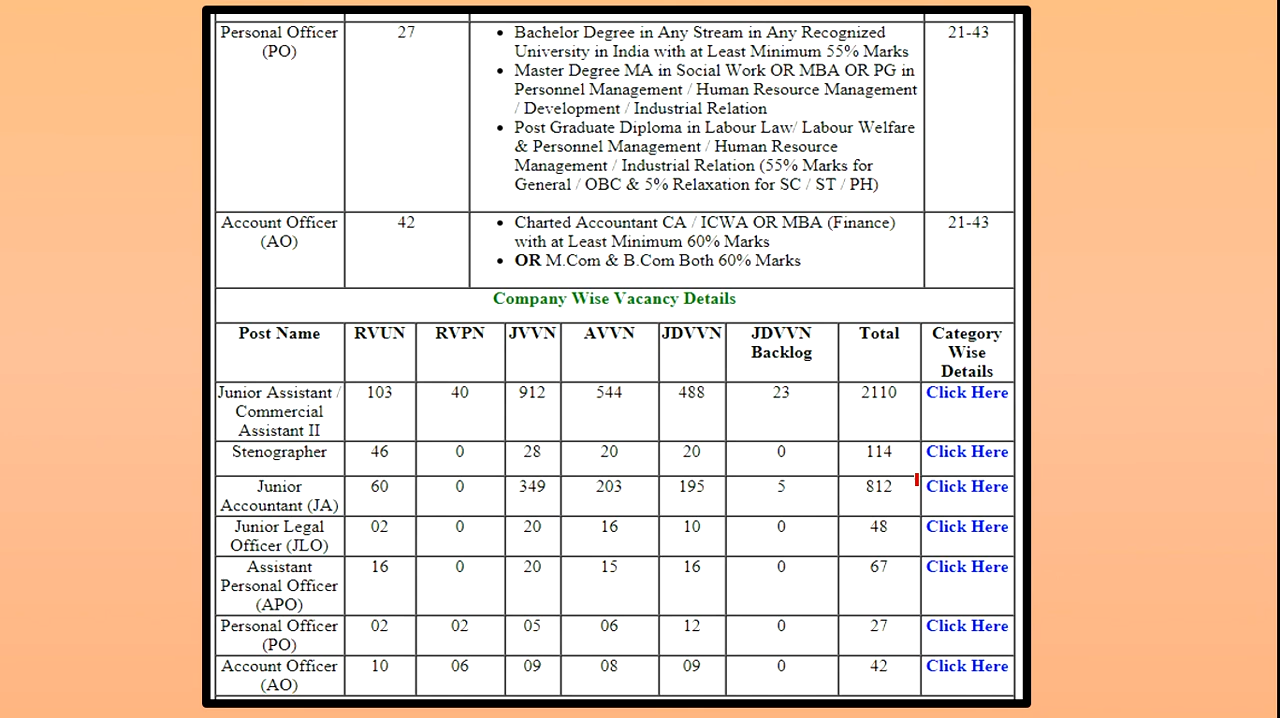 Personal Officer (PO) 27 • Bachelor Degree in Any Stream in Any Recognized
University in India with at Least Minimum 55% Marks
• Master Degree MA in Social Work OR MBA OR PG in
Personnel Management / Human Resource Management
/ Development / Industrial Relation
• Post Graduate Diploma in Labour Law/ Labour Welfare
& Personnel Management / Human Resource
Management / Industrial Relation (55% Marks for
General / OBC & 5% Relaxation for SC / ST / PH) 21-43
Account Officer (AO) 42 • Charted Accountant CA / ICWA OR MBA (Finance)
with at Least Minimum 60% Marks
• OR M.Com & B.Com Both 60% Marks 21-43
Company Wise Vacancy Details
Post Name RVUN RVPN JVVN AVVN JDVVN JDVVN Backlog Total Category Wise Details
Junior Assistant / Commercial Assistant II 103 40 912 544 488 23 2110 Click Here
Stenographer 46 0 28 20 20 0 114 Click Here
Junior Accountant (JA) 60 0 349 203 195 5 812 Click Here
Junior Legal Officer (JLO) 02 0 20 16 10 0 48 Click Here
Assistant Personal Officer (APO) 16 0 20 15 16 0 67 Click Here
Personal Officer (PO) 02 02 05 06 12 0 27 Click Here
Account Officer (AO) 10 06 09 08 09 0 42 Click Here